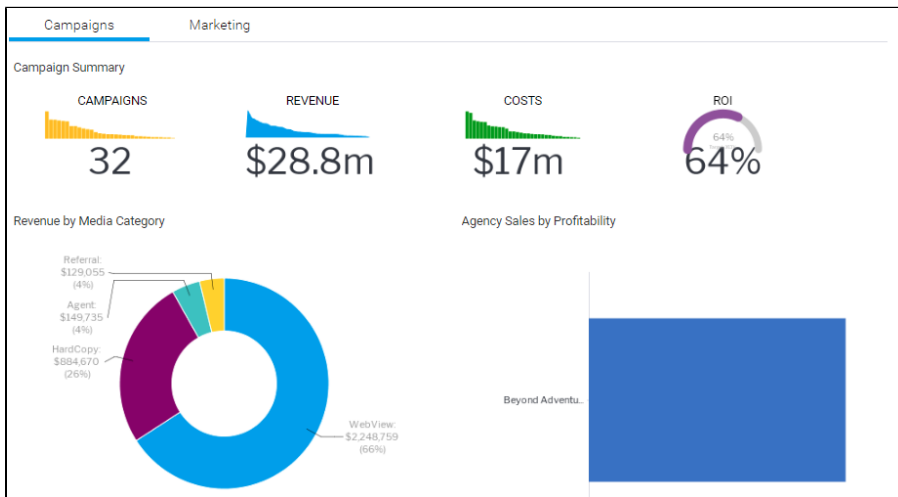 Campaigns
Marketing
Campaign Summary
CAMPAIGNS
REVENUE
COSTS
ROI
64%
32
$28.8m
$17m
64%
Revenue by Media Category
Agency Sales by Profitability
Referral:
$129,055
(4%)
Agent:
$149,735
(4%)
HardCopy:
$884,670
(26%)
WebView:
$2,248,759
(66%)
Beyond Adventu..